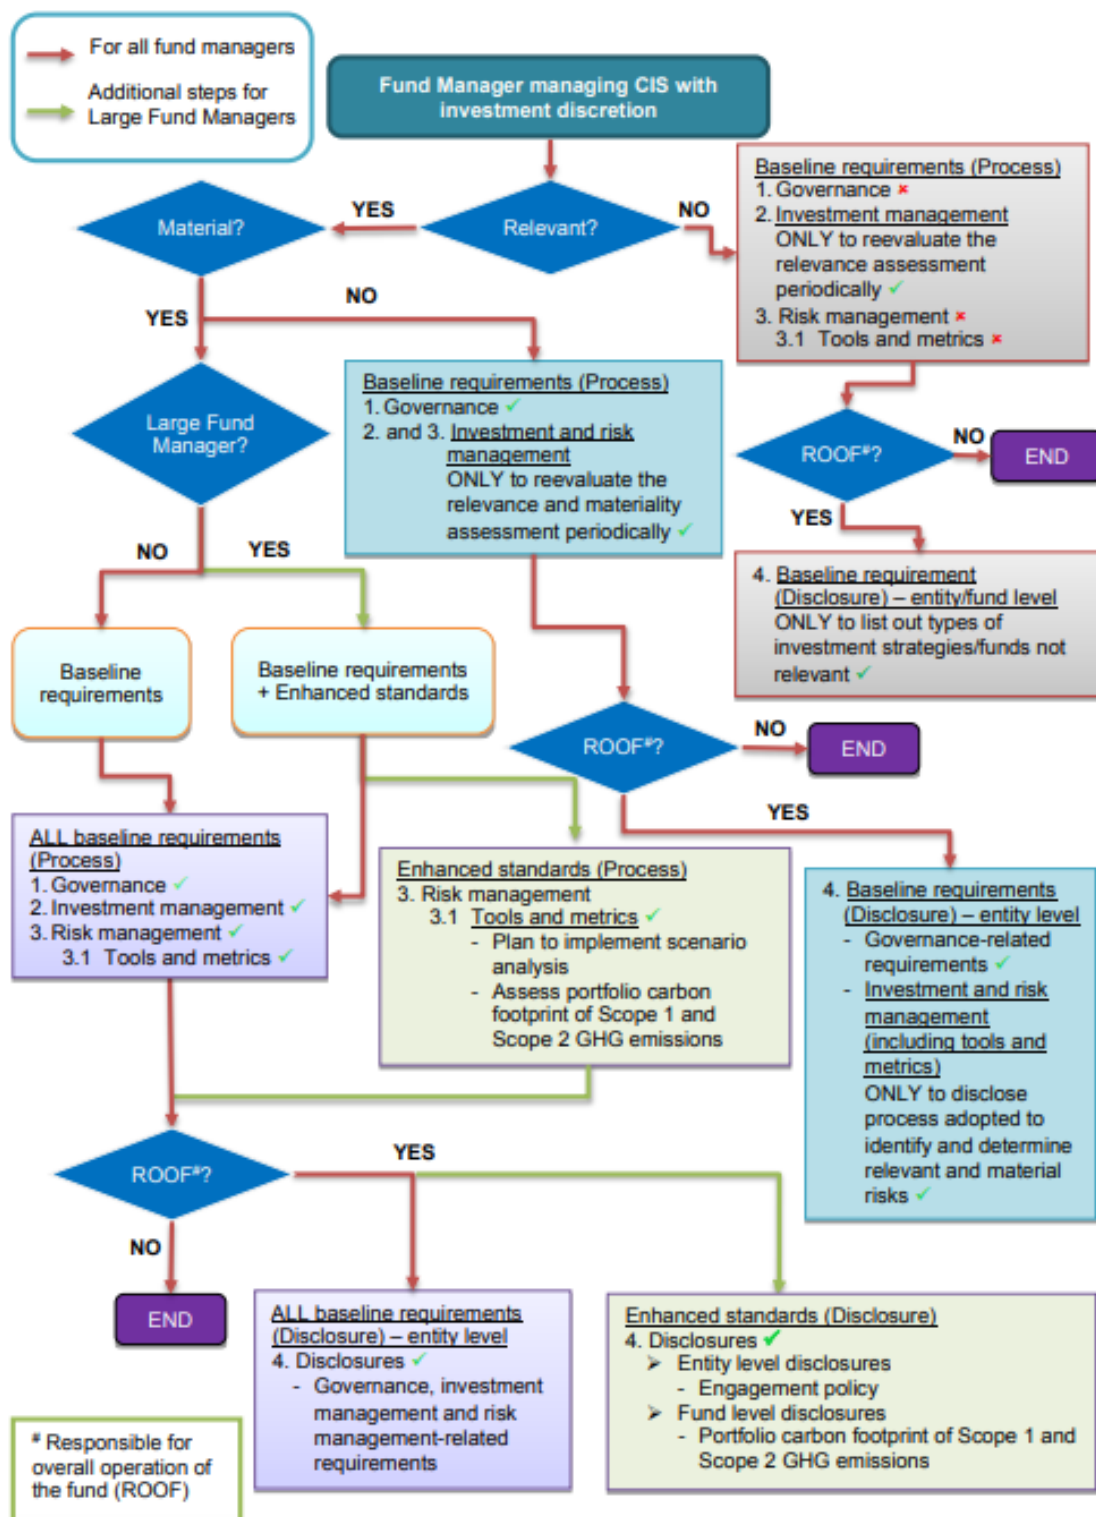 For all fund managers
Additional steps for
Large Fund Managers
Fund Manager managing CIS with
investment discretion
Relevant?
YES
NO
Material?
Baseline requirements (Process)
1. Governance ✗
2. Investment management
ONLY to reevaluate the
relevance assessment
periodically ✓
3. Risk management ✗
3.1 Tools and metrics ✗
YES
NO
Large Fund
Manager?
Baseline requirements (Process)
1. Governance ✓
2. and 3. Investment and risk
management
ONLY to reevaluate the
relevance and materiality
assessment periodically ✓
ROOF#?
NO
END
YES
4. Baseline requirement
(Disclosure) – entity/fund level
ONLY to list out types of
investment strategies/funds not
relevant ✓
NO
YES
Baseline
requirements
Baseline requirements
+ Enhanced standards
ROOF#?
NO
END
YES
ALL baseline requirements
(Process)
1. Governance ✓
2. Investment management ✓
3. Risk management ✓
3.1 Tools and metrics ✓
Enhanced standards (Process)
3. Risk management
3.1 Tools and metrics ✓
- Plan to implement scenario
analysis
- Assess portfolio carbon
footprint of Scope 1 and
Scope 2 GHG emissions
4. Baseline requirements
(Disclosure) – entity level
- Governance-related
requirements ✓
- Investment and risk
management
(including tools and
metrics)
ONLY to disclose
process adopted to
identify and determine
relevant and material
risks ✓
ROOF#?
YES
NO
END
ALL baseline requirements
(Disclosure) – entity level
4. Disclosures ✓
- Governance, investment
management and risk
management-related
requirements
Enhanced standards (Disclosure)
4. Disclosures ✓
➢ Entity level disclosures
- Engagement policy
➢ Fund level disclosures
- Portfolio carbon footprint of Scope 1 and
Scope 2 GHG emissions
# Responsible for
overall operation of
the fund (ROOF)